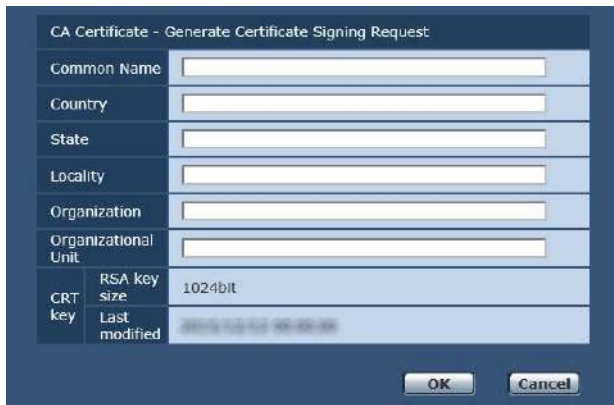 CA Certificate - Generate Certificate Signing Request
Common Name
Country
State
Locality
Organization
Organizational
Unit
CRT
key
RSA key
size
1024bit
Last
modified
OK
Cancel